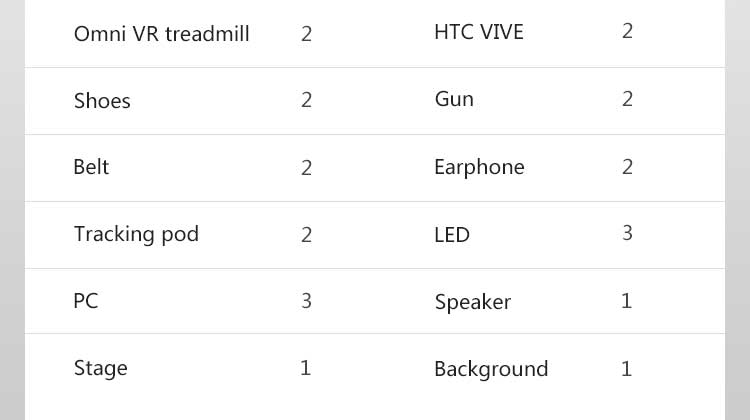 Omni VR treadmill 2 HTC VIVE 2
Shoes 2 Gun 2
Belt 2 Earphone 2
Tracking pod 2 LED 3
PC 3 Speaker 1
Stage 1 Background 1